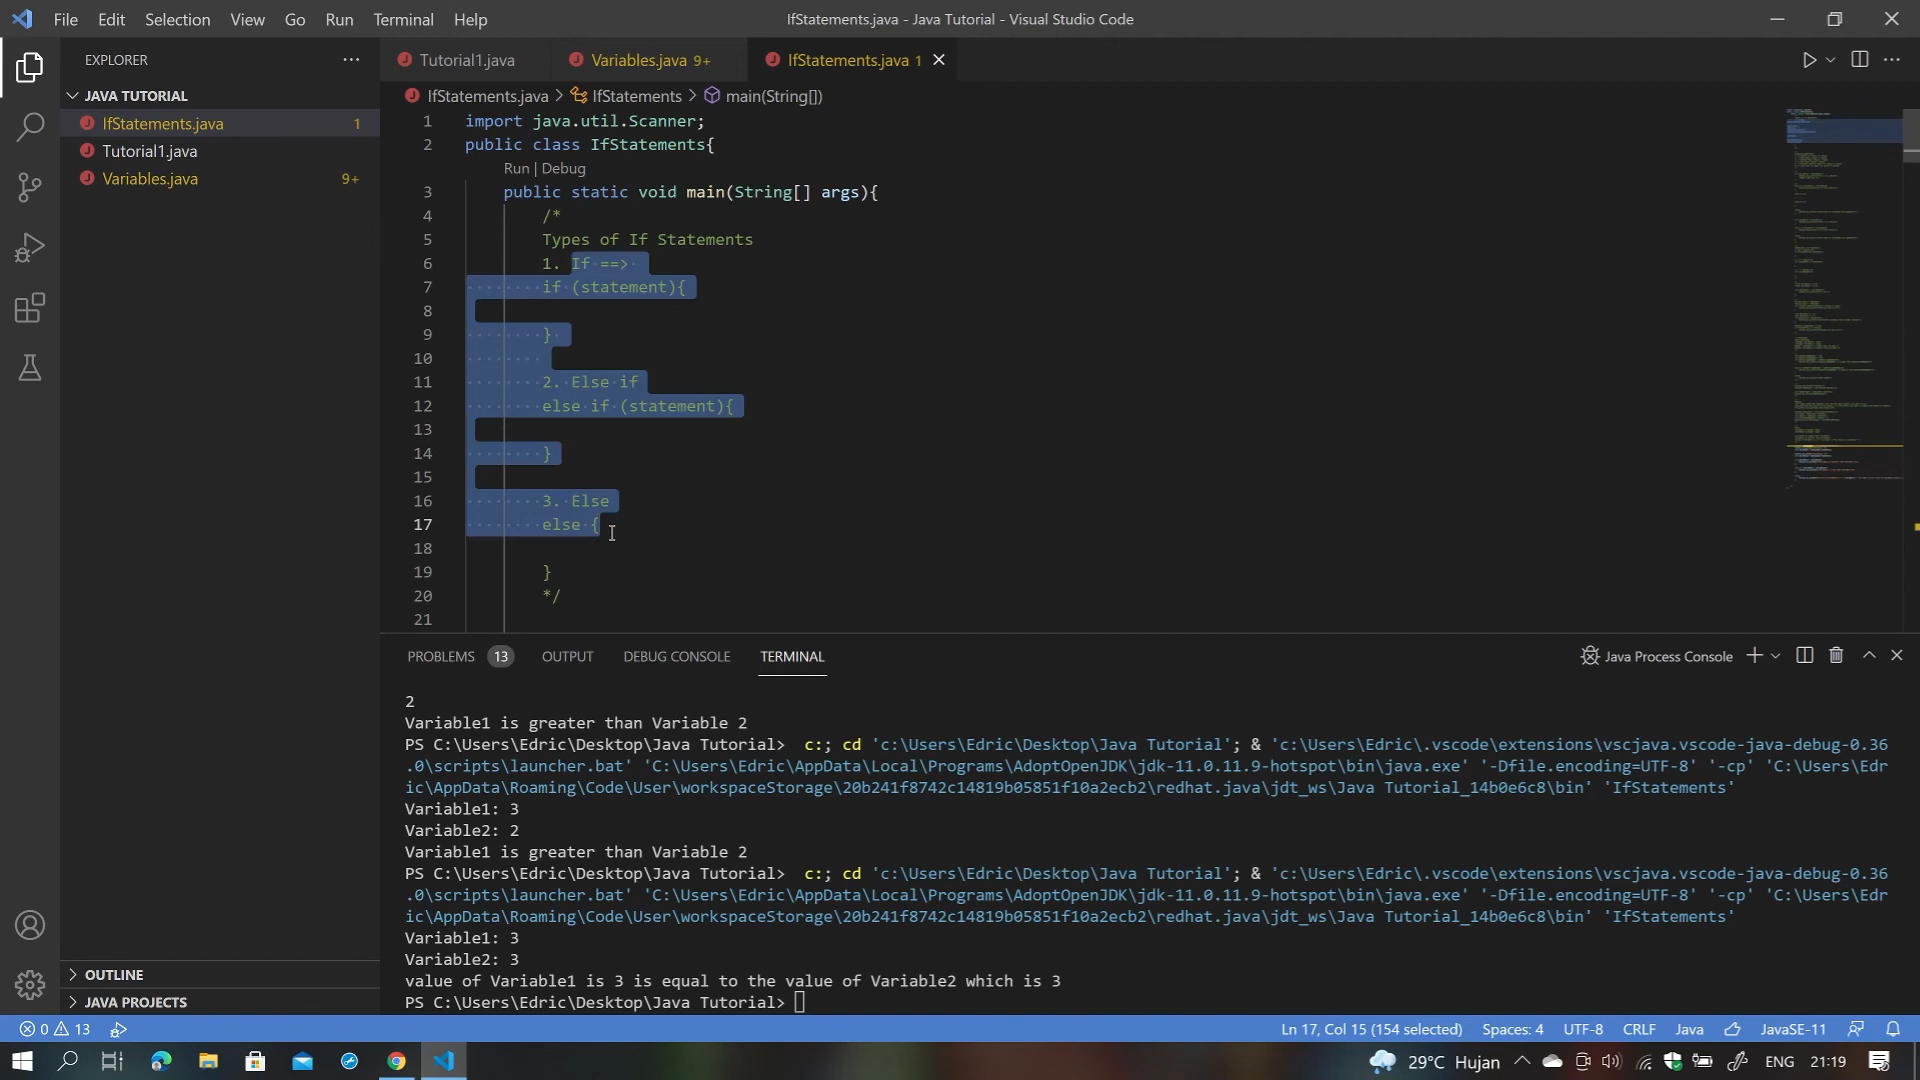 File Edit Selection View Go Run Terminal Help
IfStatements.java - Java Tutorial - Visual Studio Code
EXPLORER
JAVA TUTORIAL
IfStatements.java 1
Tutorial1.java
Variables.java 9+
OUTLINE
JAVA PROJECTS
Tutorial1.java Variables.java 9+ IfStatements.java 1
IfStatements.java > IfStatements > main(String[])
1 import java.util.Scanner;
2 public class IfStatements{
Run | Debug
3 public static void main(String[] args){
4 /*
5 Types of If Statements
6 1. If ==>
7 if (statement){
8
9 }
10
11 2. Else if
12 else if (statement){
13
14 }
15
16 3. Else
17 else {
18
19 }
20 */
21
PROBLEMS 13 OUTPUT DEBUG CONSOLE TERMINAL
Java Process Console
2
Variable1 is greater than Variable 2
PS C:\Users\Edric\Desktop\Java Tutorial> c:; cd 'c:\Users\Edric\Desktop\Java Tutorial'; & 'c:\Users\Edric\.vscode\extensions\vscjava.vscode-java-debug-0.36
.0\scripts\launcher.bat' 'C:\Users\Edric\AppData\Local\Programs\AdoptOpenJDK\jdk-11.0.11.9-hotspot\bin\java.exe' '-Dfile.encoding=UTF-8' '-cp' 'C:\Users\Edr
ic\AppData\Roaming\Code\User\workspaceStorage\20b241f8742c14819b05851f10a2ecb2\redhat.java\jdt_ws\Java Tutorial_14b0e6c8\bin' 'IfStatements'
Variable1: 3
Variable2: 2
Variable1 is greater than Variable 2
PS C:\Users\Edric\Desktop\Java Tutorial> c:; cd 'c:\Users\Edric\Desktop\Java Tutorial'; & 'c:\Users\Edric\.vscode\extensions\vscjava.vscode-java-debug-0.36
.0\scripts\launcher.bat' 'C:\Users\Edric\AppData\Local\Programs\AdoptOpenJDK\jdk-11.0.11.9-hotspot\bin\java.exe' '-Dfile.encoding=UTF-8' '-cp' 'C:\Users\Edr
ic\AppData\Roaming\Code\User\workspaceStorage\20b241f8742c14819b05851f10a2ecb2\redhat.java\jdt_ws\Java Tutorial_14b0e6c8\bin' 'IfStatements'
Variable1: 3
Variable2: 3
value of Variable1 is 3 is equal to the value of Variable2 which is 3
PS C:\Users\Edric\Desktop\Java Tutorial>
0 13
Ln 17, Col 15 (154 selected) Spaces: 4 UTF-8 CRLF Java JavaSE-11
29°C Hujan ENG 21:19